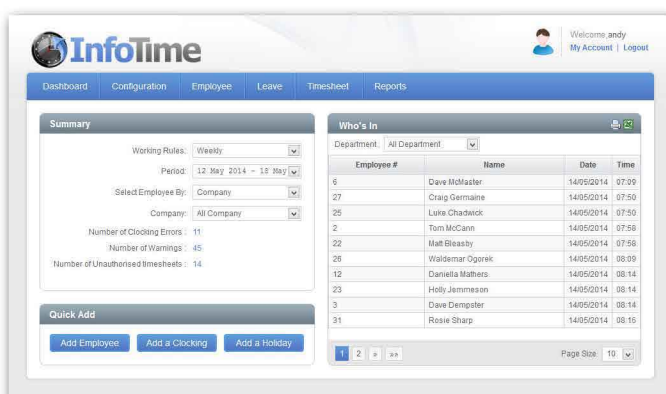 InfoTime
Welcome,andy
My Account | Logout
Dashboard Configuration Employee Leave Timesheet Reports
Summary
Working Rules: Weekly
Period: 12 May 2014 - 18 May
Select Employee By: Company
Company: All Company
Number of Clocking Errors : 11
Number of Warnings : 45
Number of Unauthorised timesheets : 14
Quick Add
Add Employee Add a Clocking Add a Holiday
Who's In
Department: All Department
Employee # Name Date Time
6 Dave McMaster 14/05/2014 07:09
27 Craig Germaine 14/05/2014 07:50
25 Luke Chadwick 14/05/2014 07:50
2 Tom McCann 14/05/2014 07:58
22 Matt Bleasby 14/05/2014 07:58
26 Waldemar Ogorek 14/05/2014 08:09
12 Daniella Mathers 14/05/2014 08:14
23 Holly Jemmeson 14/05/2014 08:14
3 Dave Dempster 14/05/2014 08:14
31 Rosie Sharp 14/05/2014 08:15
1 2 » »»
Page Size: 10